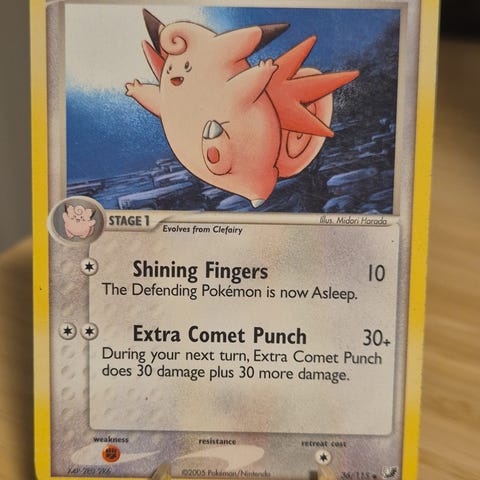 STAGE 1
Illus. Midori Harada
Evolves from Clefairy
Shining Fingers 10
The Defending Pokémon is now Asleep.
Extra Comet Punch 30+
During your next turn, Extra Comet Punch
does 30 damage plus 30 more damage.
weakness resistance retreat cost
©2005 Pokémon/Nintendo 36/115